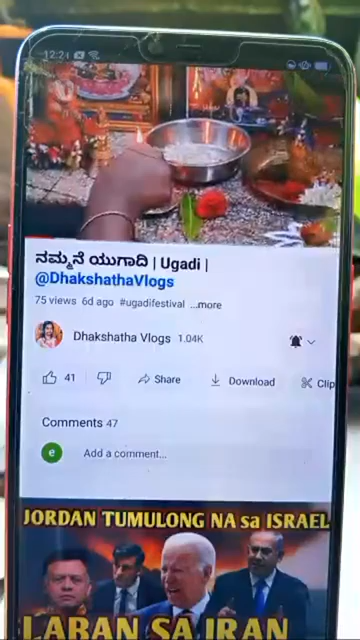 12:21
ನಮ್ಮನೆ ಯುಗಾದಿ | Ugadi |
@DhakshathaVlogs
75 views 6d ago #ugadifestival ...more
Dhakshatha Vlogs 1.04K
41 Share Download Clip
Comments 47
e Add a comment...
JORDAN TUMULONG NA sa ISRAEL
LABAN SA IRAN